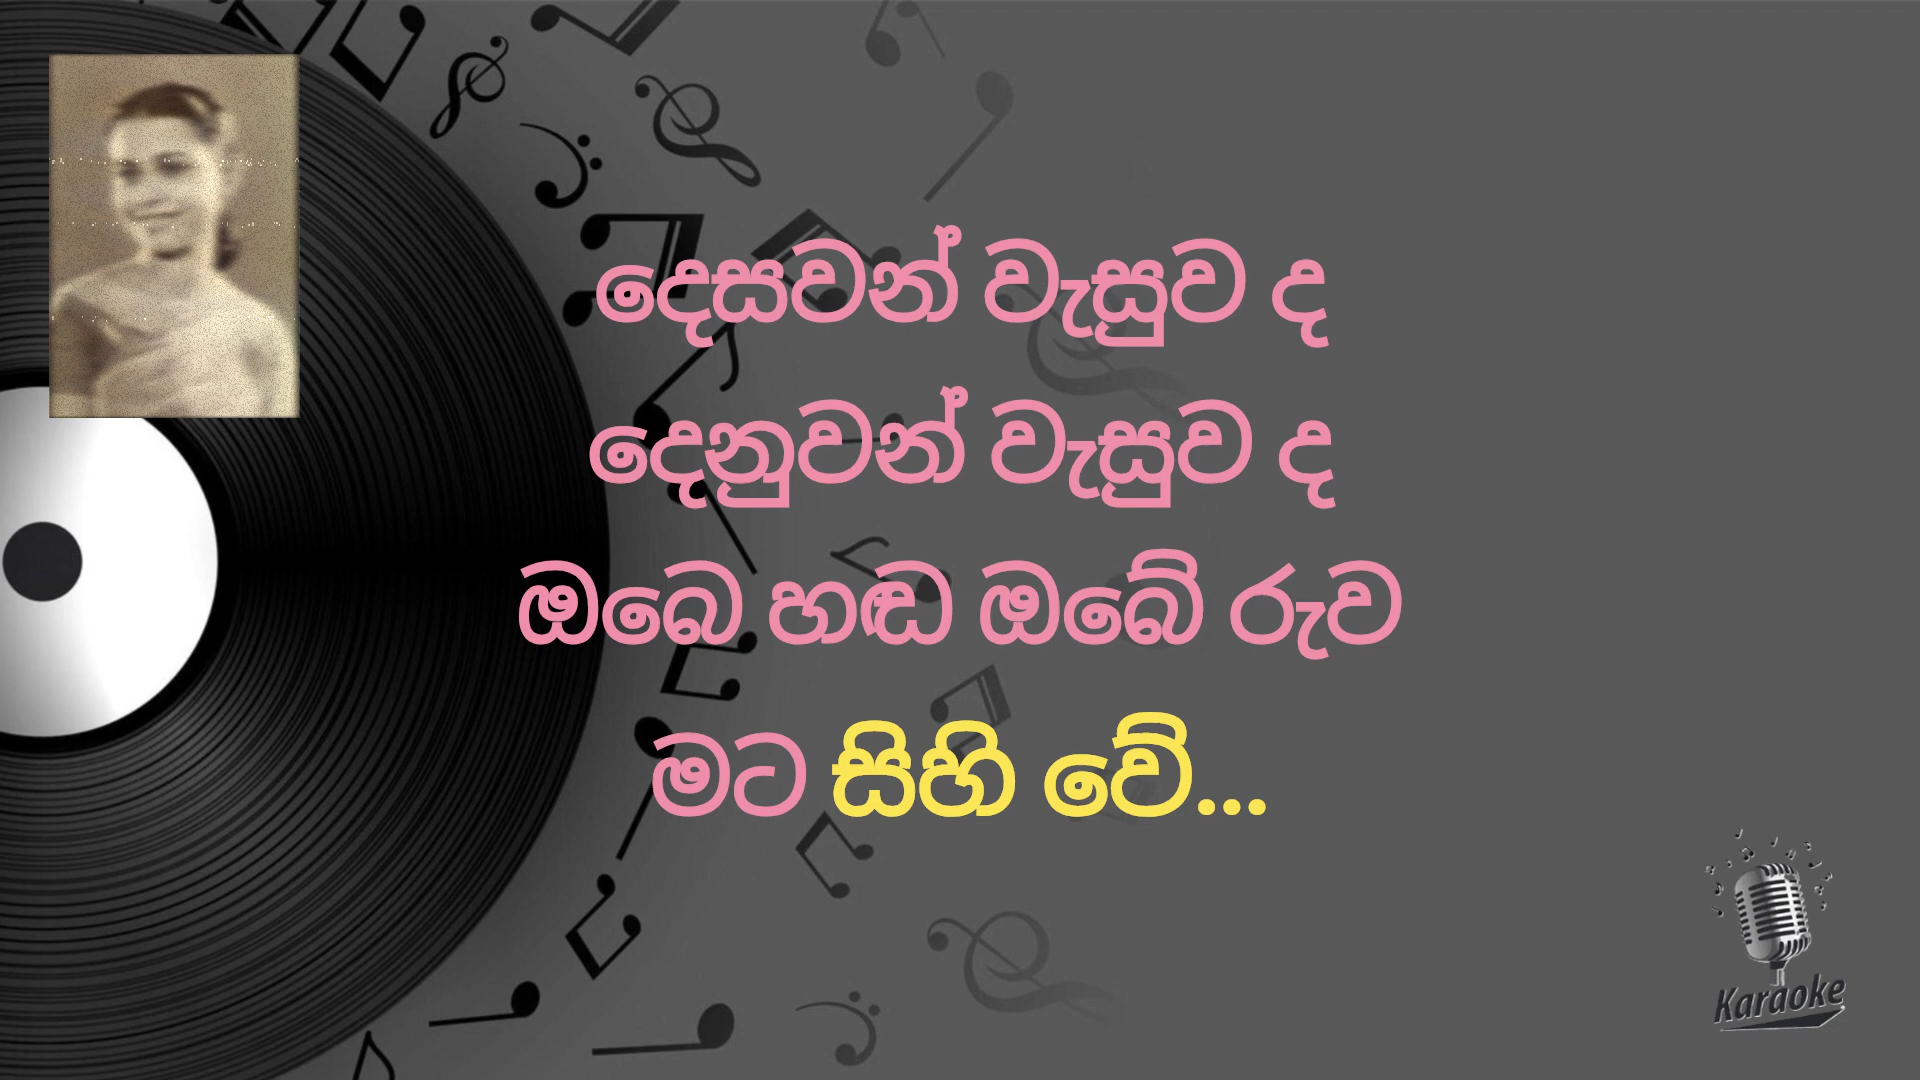 දෙසවන් වැසුව ද
දෙනුවන් වැසුව ද
ඔබෙ හඬ ඔබේ රුව
මට සිහි වේ...
Karaoke